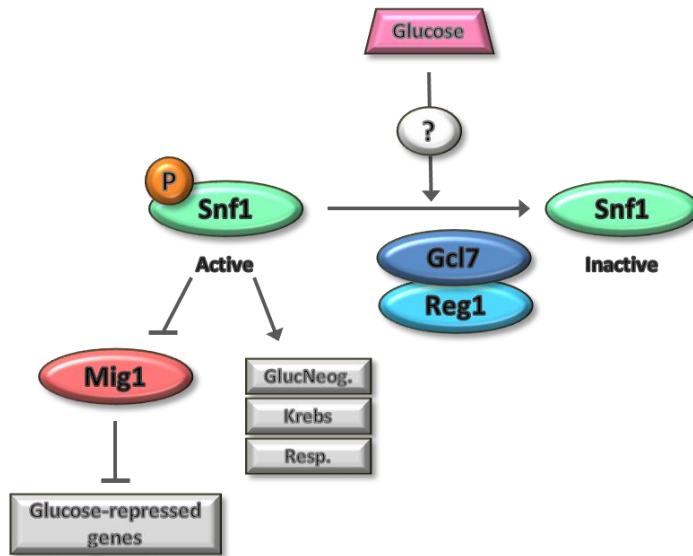 Glucose
?
P
Snf1
Snf1
Active
Gcl7
Inactive
Reg1
Mig1
GlucNeog.
Krebs
Resp.
Glucose-repressed
genes